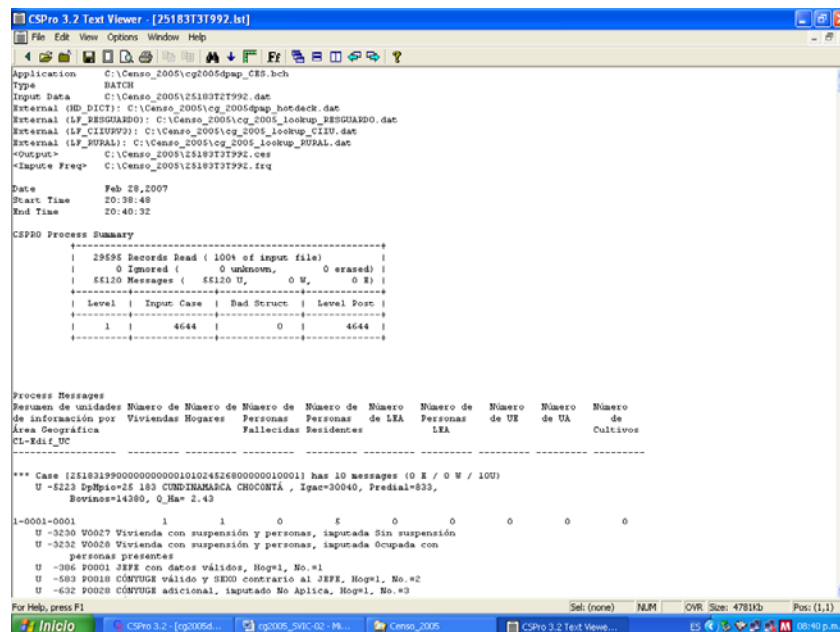 CSPro 3.2 Text Viewer - [25183T3T992.lst]
File Edit View Options Window Help
Application C:\Censo_2005\cg2005dpmp_CES.bch
Type BATCH
Input Data C:\Censo_2005\25183T2T992.dat
External (HD_DICT): C:\Censo_2005\cg_2005dpmp_hotdeck.dat
External (LF_RESGUARDO): C:\Censo_2005\cg_2005_lookup_RESGUARDO.dat
External (LF_CIIURV3): C:\Censo_2005\cg_2005_lookup_CIIU.dat
External (LF_RURAL): C:\Censo_2005\cg_2005_lookup_RURAL.dat
<Output> C:\Censo_2005\25183T3T992.ces
<Impute Freq> C:\Censo_2005\25183T3T992.frq
Date Feb 28,2007
Start Time 20:38:48
End Time 20:40:32
CSPRO Process Summary
29595 Records Read ( 100% of input file)
0 Ignored ( 0 unknown, 0 erased)
55120 Messages ( 55120 U, 0 W, 0 E)
Level | Input Case | Bad Struct | Level Post
1 | 4644 | 0 | 4644
Process Messages
Resumen de unidades Número de Número de Número de Número de Número Número de Número Número Número
de información por Viviendas Hogares Personas Personas de LEA Personas de UE de UA de
Área Geográfica Fallecidas Residentes LEA Cultivos
CL-Edif_UC
*** Case [251831990000000000010102452680000001 0001] has 10 messages (0 E / 0 W / 10U)
U -5223 DpMpio=25 183 CUNDINAMARCA CHOCONTÁ , Igac=30040, Predial=833,
Bovinos=14380, Q_Ha= 2.43
1-0001-0001 1 1 0 5 0 0 0 0 0
U -3230 V0027 Vivienda con suspensión y personas, imputada Sin suspensión
U -3232 V0028 Vivienda con suspensión y personas, imputada Ocupada con
personas presentes
U -386 P0001 JEFE con datos válidos, Hog=1, No.=1
U -583 P0018 CÓNYUGE válido y SEXO contrario al JEFE, Hog=1, No.=2
U -632 P0028 CÓNYUGE adicional, imputado No Aplica, Hog=1, No.=3
For Help, press F1 Sel: (none) NUM OVR Size: 4781Kb Pos: (1,1)
Inicio CSPro 3.2 - [cg2005d... cg2005_SVIC-02 - Mi... Censo_2005 CSPro 3.2 Text Viewe... ES 08:40 p.m.